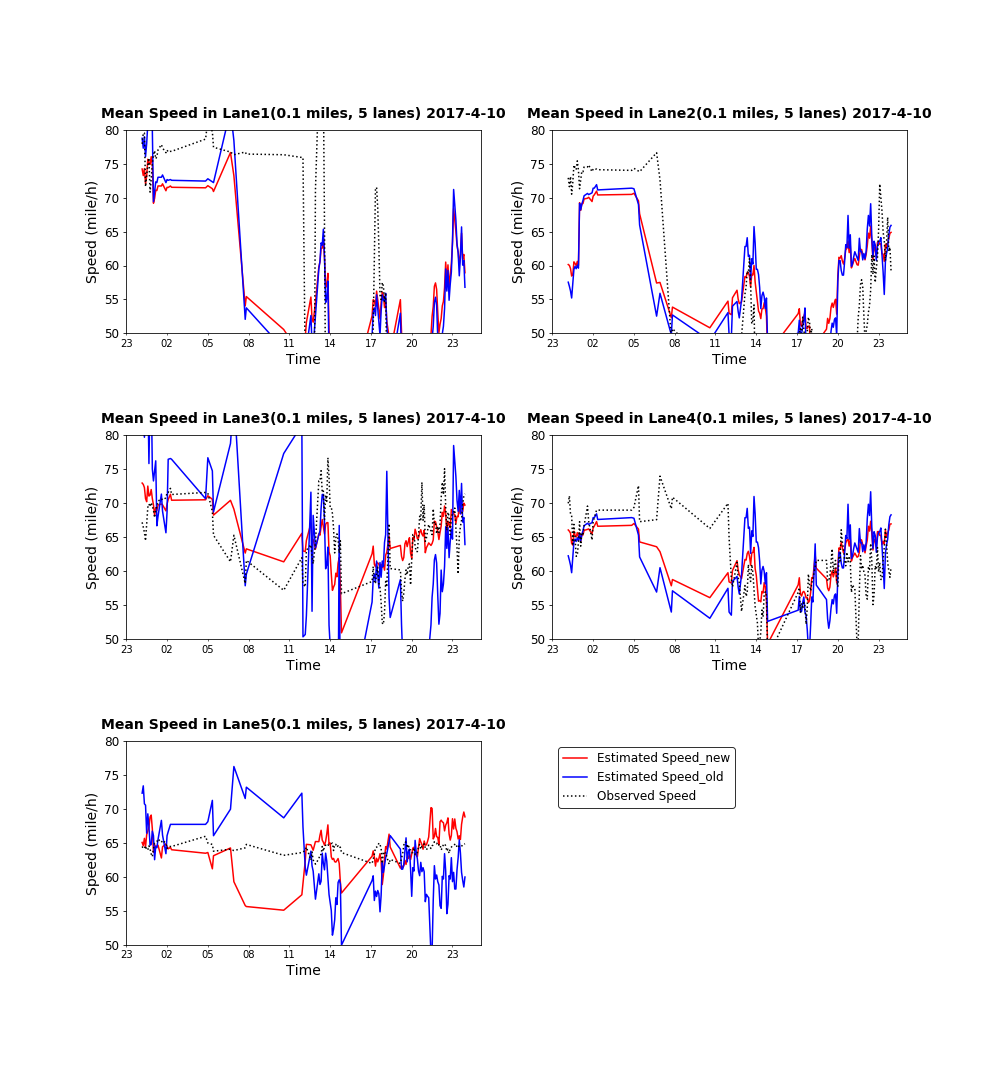 Mean Speed in Lane1(0.1 miles, 5 lanes) 2017-4-10
80
75
70
65
60
55
50
Speed (mile/h)
23 02 05 08 11 14 17 20 23
Time
Mean Speed in Lane2(0.1 miles, 5 lanes) 2017-4-10
80
75
70
65
60
55
50
Speed (mile/h)
23 02 05 08 11 14 17 20 23
Time
Mean Speed in Lane3(0.1 miles, 5 lanes) 2017-4-10
80
75
70
65
60
55
50
Speed (mile/h)
23 02 05 08 11 14 17 20 23
Time
Mean Speed in Lane4(0.1 miles, 5 lanes) 2017-4-10
80
75
70
65
60
55
50
Speed (mile/h)
23 02 05 08 11 14 17 20 23
Time
Mean Speed in Lane5(0.1 miles, 5 lanes) 2017-4-10
80
75
70
65
60
55
50
Speed (mile/h)
23 02 05 08 11 14 17 20 23
Time
Estimated Speed_new
Estimated Speed_old
Observed Speed